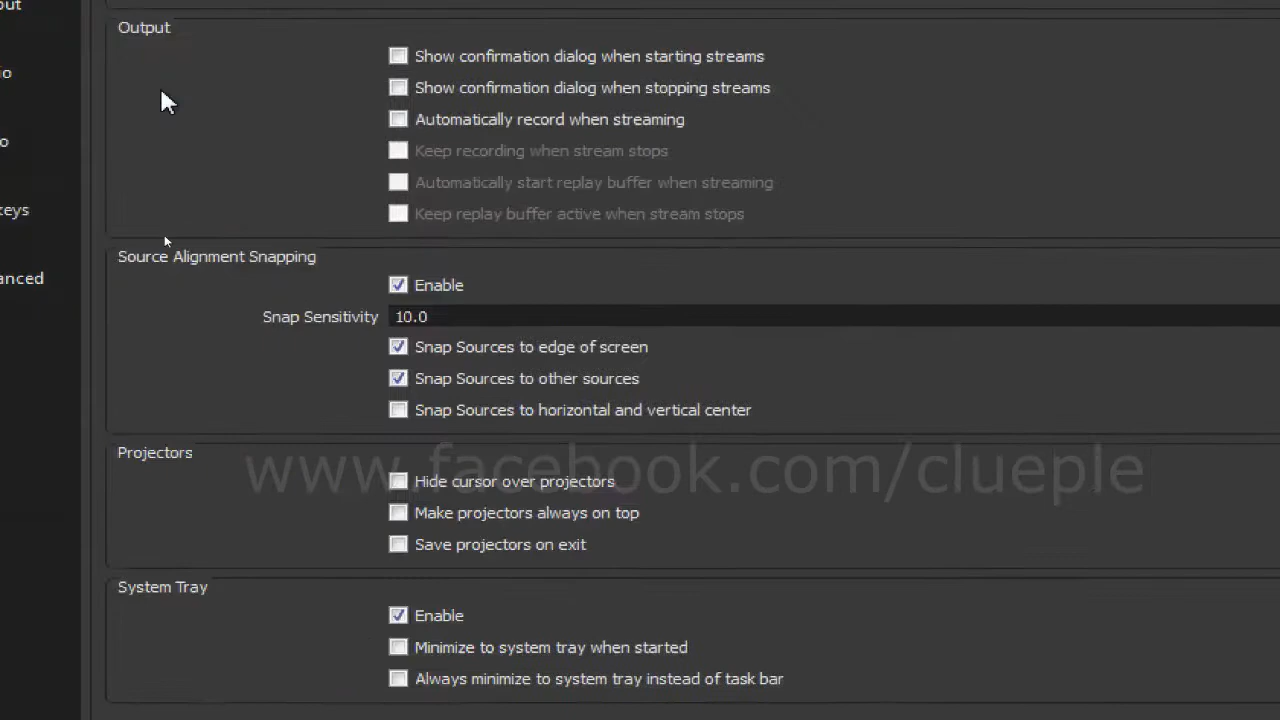 put
Output
Show confirmation dialog when starting streams
io
Show confirmation dialog when stopping streams
Automatically record when streaming
o
Keep recording when stream stops
Automatically start replay buffer when streaming
keys
Keep replay buffer active when stream stops
Source Alignment Snapping
anced
Enable
Snap Sensitivity 10.0
Snap Sources to edge of screen
Snap Sources to other sources
Snap Sources to horizontal and vertical center
Projectors
www.facebook.com/clueple
Hide cursor over projectors
Make projectors always on top
Save projectors on exit
System Tray
Enable
Minimize to system tray when started
Always minimize to system tray instead of task bar